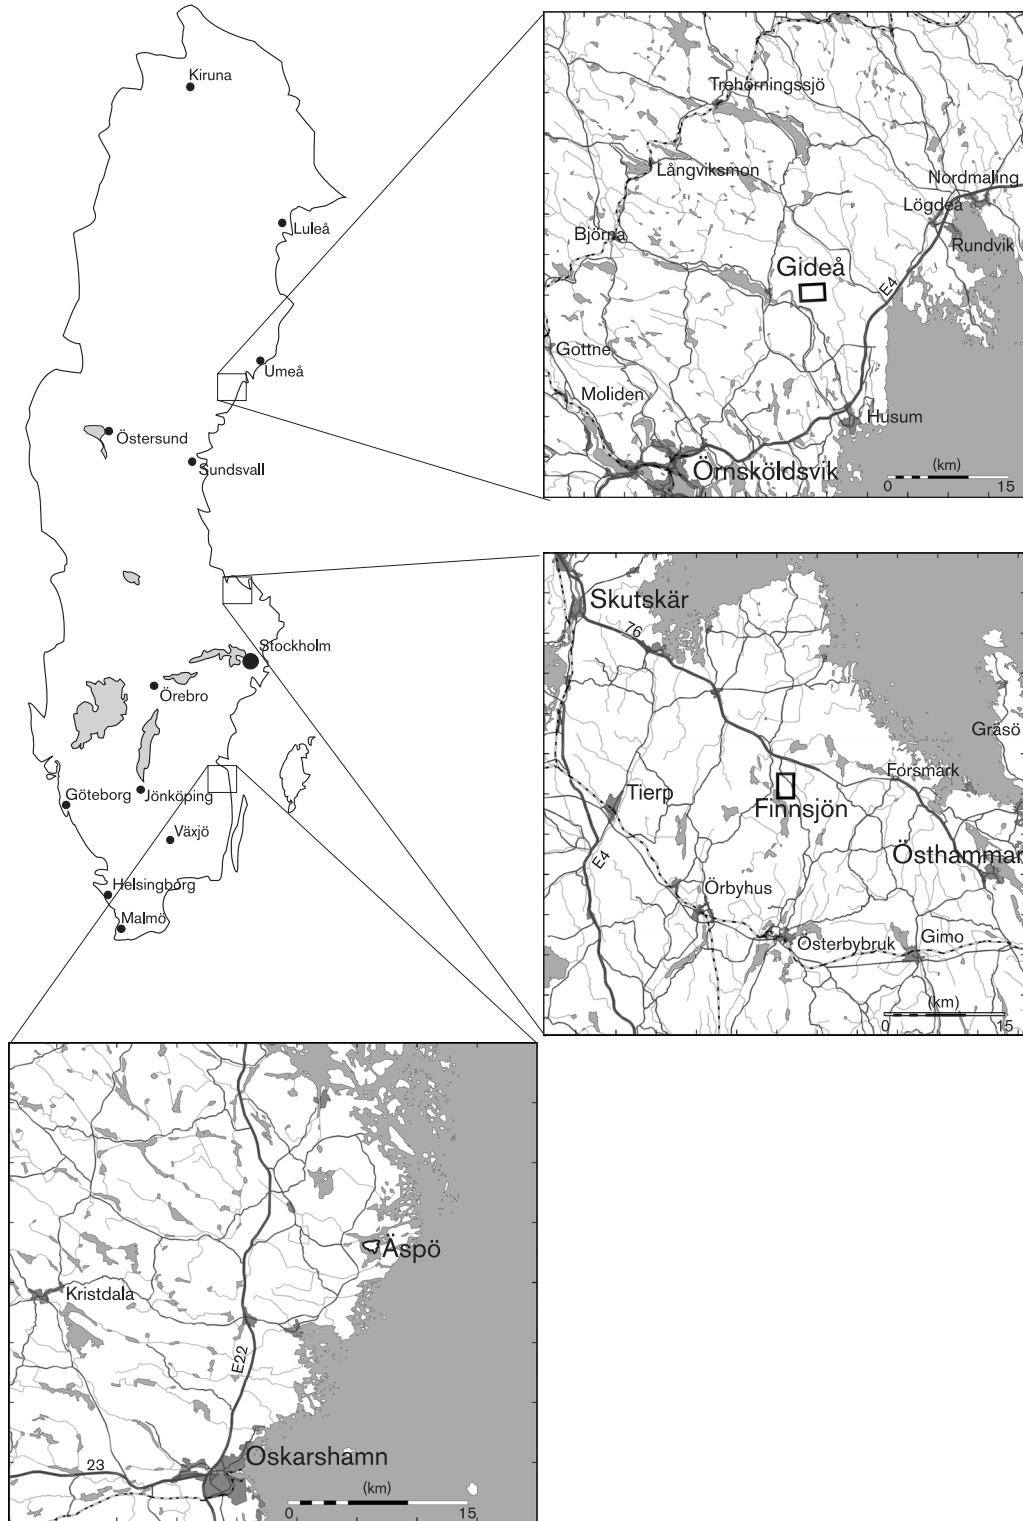 Kiruna
Luleå
Umeå
Östersund
Sundsvall
Stockholm
Örebro
Göteborg
Jönköping
Växjö
Helsingborg
Malmö
Trehörningssjö
Långviksmon
Nordmaling
Lögdeå
Björna
Rundvik
Gideå
E4
Gottne
Moliden
Husum
Örnsköldsvik
(km)
0 15
Skutskär
76
Gräsö
Forsmark
Tierp
Finnsjön
E4
Östhammar
Örbyhus
Österbybruk
Gimo
(km)
0 15
Äspö
Kristdala
E22
Oskarshamn
23
(km)
0 15